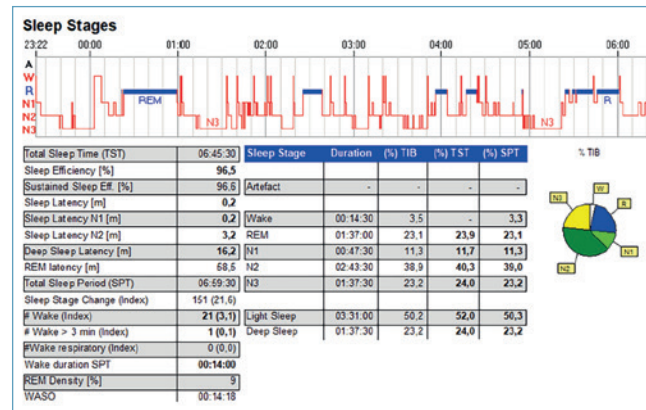 Sleep Stages
23:22 00:00 01:00 02:00 03:00 04:00 05:00 06:00
A
W
R REM R
N1
N2
N3 N3 N3
Total Sleep Time (TST) 06:45:30
Sleep Efficiency [%] 96,5
Sustained Sleep Eff. [%] 96,6
Sleep Latency [m] 0,2
Sleep Latency N1 [m] 0,2
Sleep Latency N2 [m] 3,2
Deep Sleep Latency [m] 16,2
REM latency [m] 58,5
Total Sleep Period (SPT) 06:59:30
Sleep Stage Change (Index) 151 (21,6)
# Wake (Index) 21 (3,1)
# Wake > 3 min (Index) 1 (0,1)
#Wake respiratory (Index) 0 (0,0)
Wake duration SPT 00:14:00
REM Density [%] 9
WASO 00:14:18
Sleep Stage Duration (%) TIB (%) TST (%) SPT
Artefact - - - -
Wake 00:14:30 3,5 - 3,3
REM 01:37:00 23,1 23,9 23,1
N1 00:47:30 11,3 11,7 11,3
N2 02:43:30 38,9 40,3 39,0
N3 01:37:30 23,2 24,0 23,2
Light Sleep 03:31:00 50,2 52,0 50,3
Deep Sleep 01:37:30 23,2 24,0 23,2
% TIB
W
N3
R
N1
N2